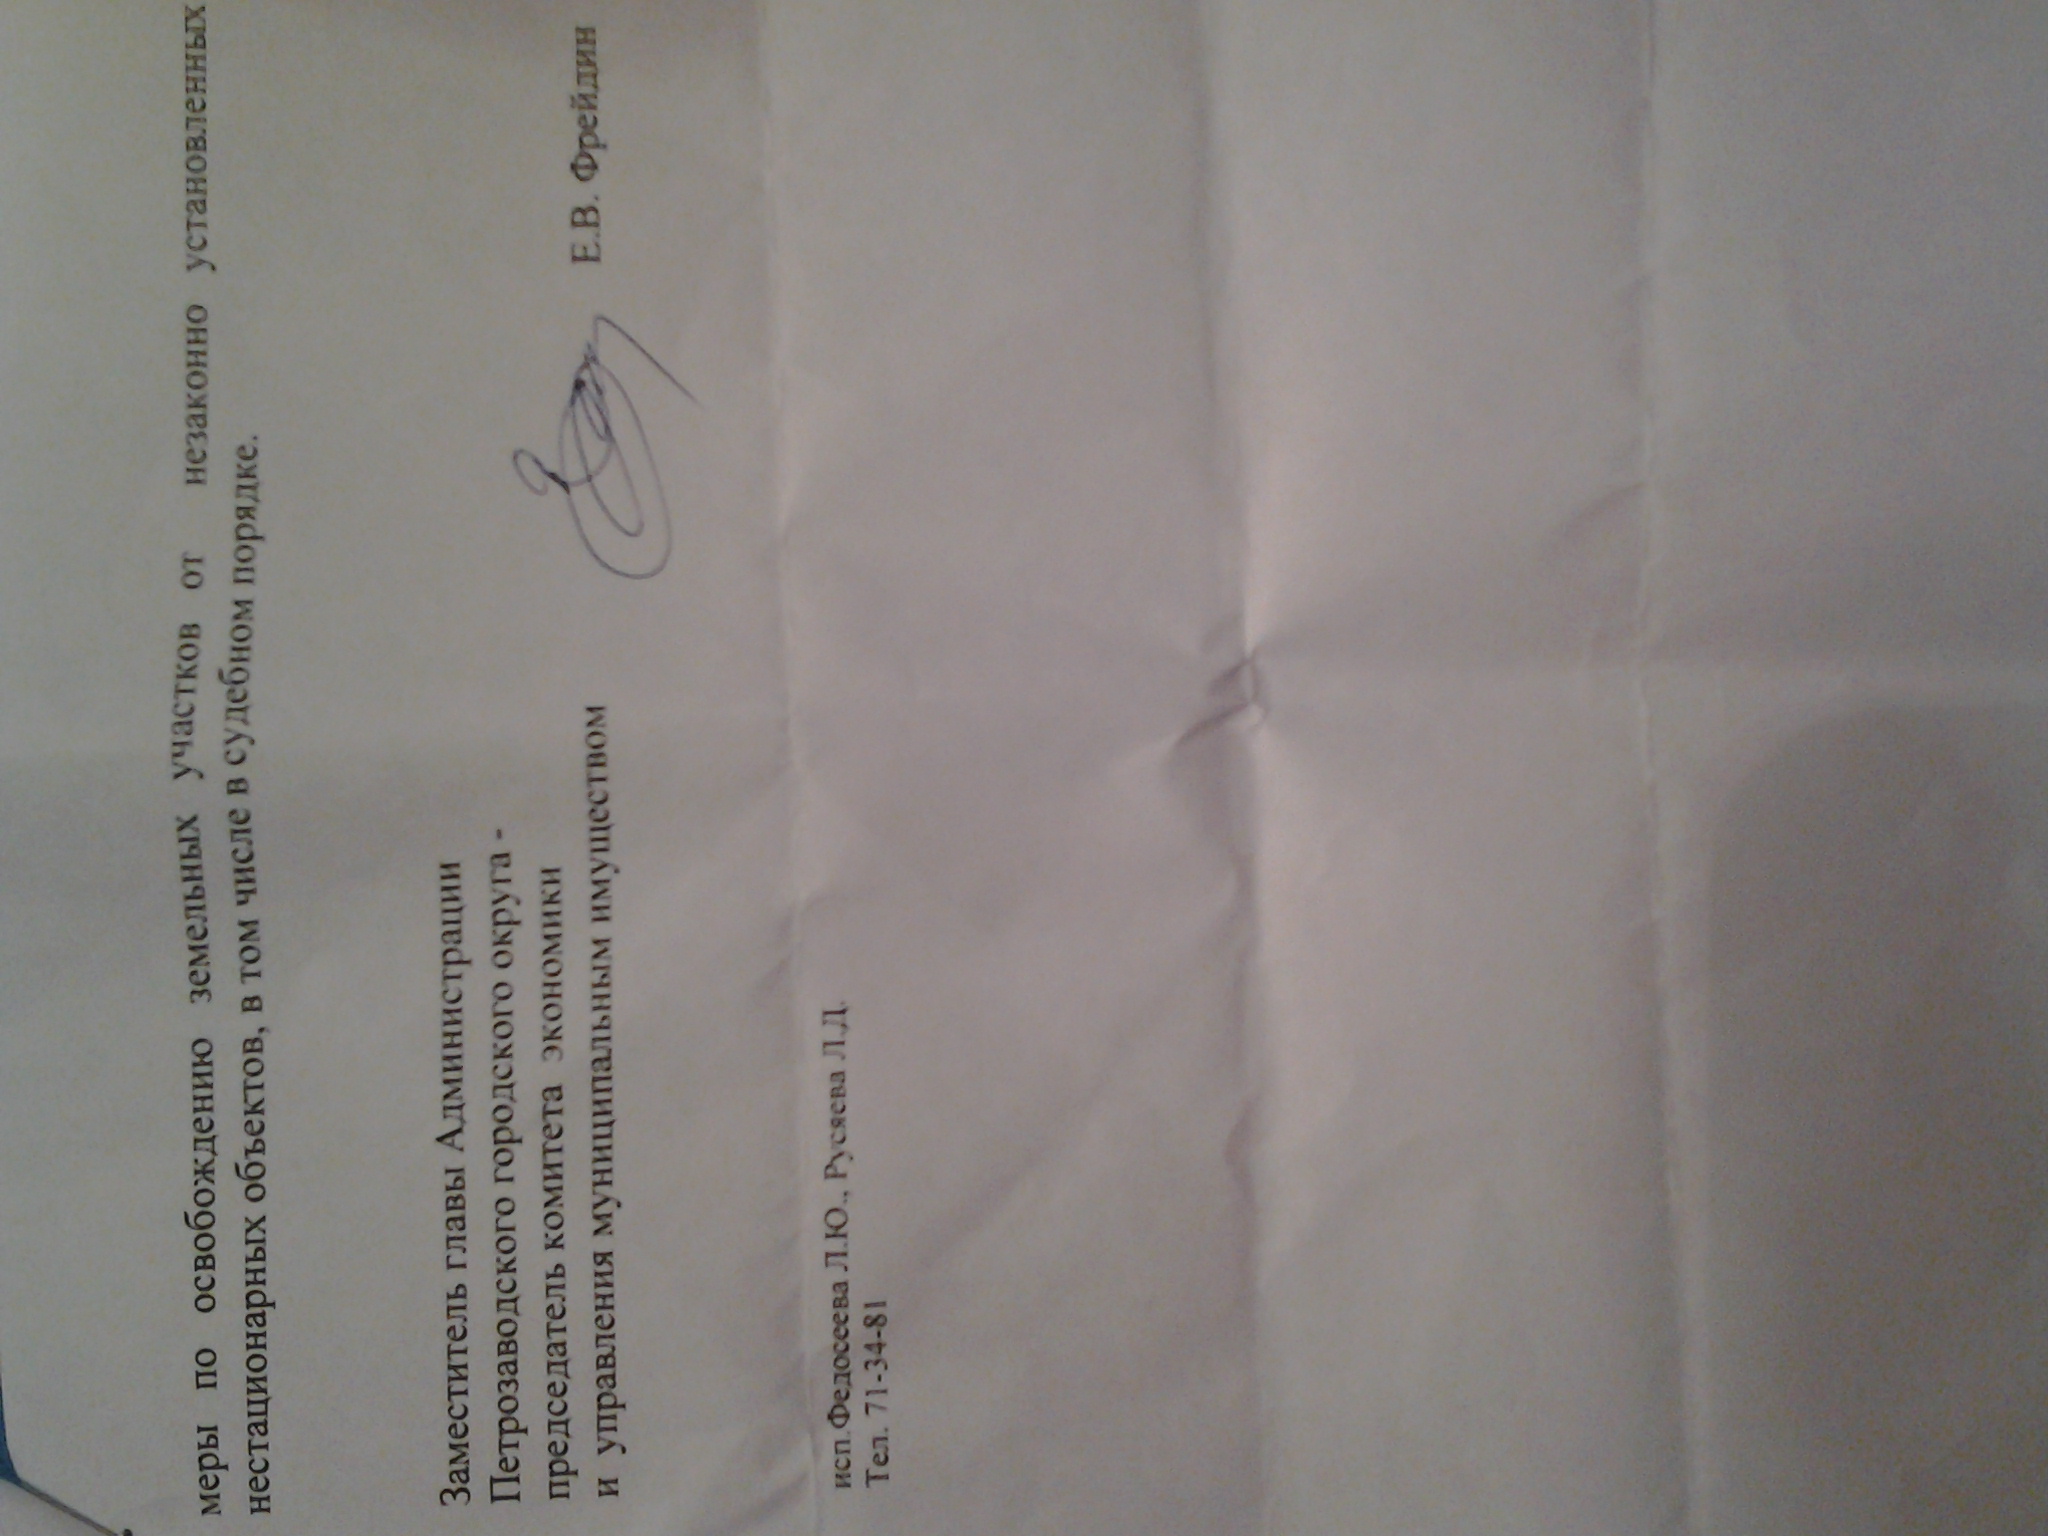 меры по освобождению земельных участков от незаконно установленных
нестационарных объектов, в том числе в судебном порядке.
Заместитель главы Администрации
Петрозаводского городского округа -
председатель комитета экономики
и управления муниципальным имуществом Е.В. Фрейдин
исп.Федосеева Л.Ю., Русяева Л.Д.
Тел. 71-34-81